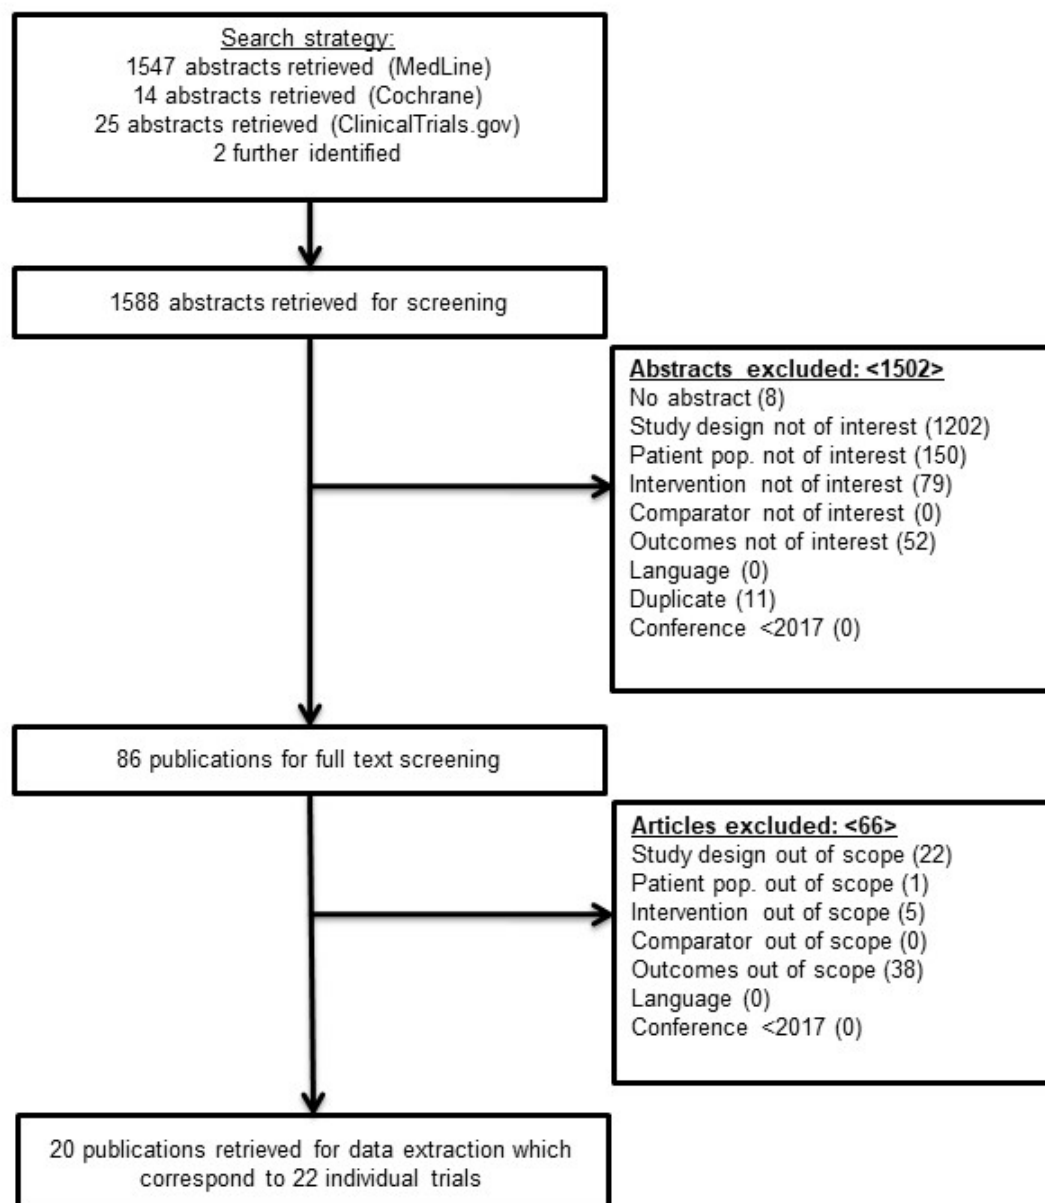 Search strategy:
1547 abstracts retrieved (MedLine)
14 abstracts retrieved (Cochrane)
25 abstracts retrieved (ClinicalTrials.gov)
2 further identified
1588 abstracts retrieved for screening
Abstracts excluded: <1502>
No abstract (8)
Study design not of interest (1202)
Patient pop. not of interest (150)
Intervention not of interest (79)
Comparator not of interest (0)
Outcomes not of interest (52)
Language (0)
Duplicate (11)
Conference <2017 (0)
86 publications for full text screening
Articles excluded: <66>
Study design out of scope (22)
Patient pop. out of scope (1)
Intervention out of scope (5)
Comparator out of scope (0)
Outcomes out of scope (38)
Language (0)
Conference <2017 (0)
20 publications retrieved for data extraction which
correspond to 22 individual trials